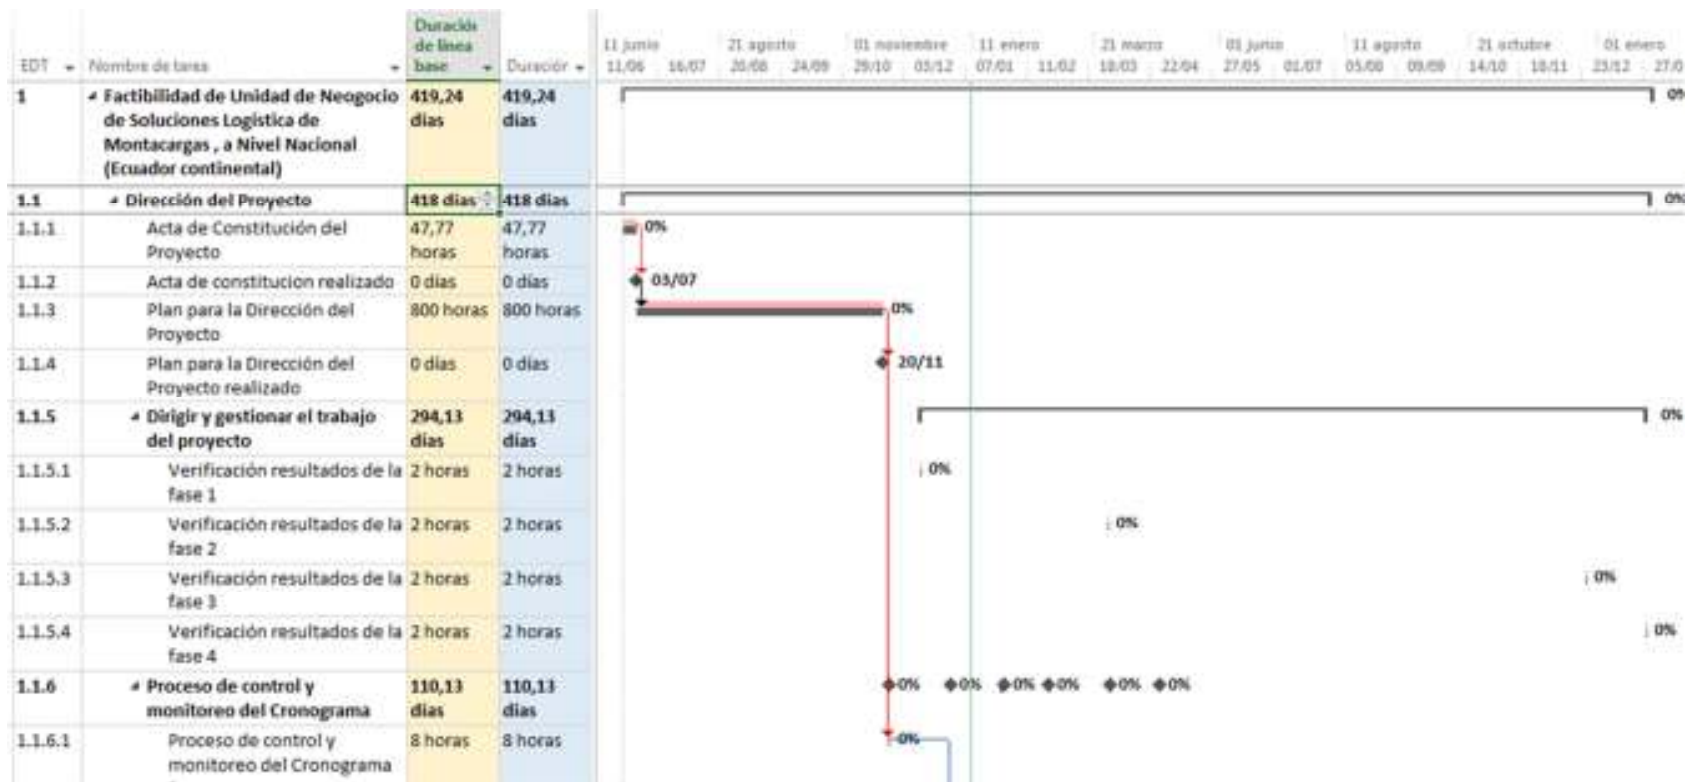 Duración
de línea
base
EDT Nombre de tarea Duración
11 junio 21 agosto 01 noviembre 11 enero 21 marzo 01 junio 11 agosto 21 octubre 01 enero
11/06 16/07 20/08 24/09 29/10 03/12 07/01 11/02 18/03 22/04 27/05 01/07 05/08 09/09 14/10 18/11 23/12 27/0
1 Factibilidad de Unidad de Neogocio 419,24 419,24 0%
de Soluciones Logística de días días
Montacargas , a Nivel Nacional
(Ecuador continental)
1.1 Dirección del Proyecto 418 días 418 días 0%
1.1.1 Acta de Constitución del 47,77 47,77 0%
Proyecto horas horas
1.1.2 Acta de constitucion realizado 0 días 0 días 03/07
1.1.3 Plan para la Dirección del 800 horas 800 horas 0%
Proyecto
1.1.4 Plan para la Dirección del 0 días 0 días 20/11
Proyecto realizado
1.1.5 Dirigir y gestionar el trabajo 294,13 294,13 0%
del proyecto días días
1.1.5.1 Verificación resultados de la 2 horas 2 horas 0%
fase 1
1.1.5.2 Verificación resultados de la 2 horas 2 horas 0%
fase 2
1.1.5.3 Verificación resultados de la 2 horas 2 horas 0%
fase 3
1.1.5.4 Verificación resultados de la 2 horas 2 horas 0%
fase 4
1.1.6 Proceso de control y 110,13 110,13 0% 0% 0% 0% 0% 0%
monitoreo del Cronograma días días
1.1.6.1 Proceso de control y 8 horas 8 horas 0%
monitoreo del Cronograma